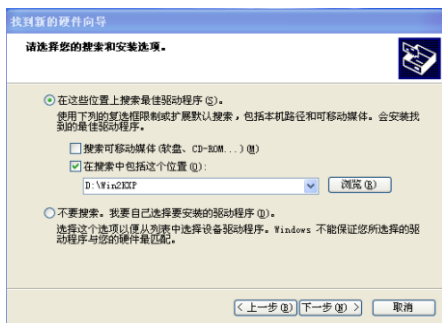 找到新的硬件向导
请选择您的搜索和安装选项。
在这些位置上搜索最佳驱动程序(S)。
使用下列的复选框限制或扩展默认搜索，包括本机路径和可移动媒体。会安装找
到的最佳驱动程序。
搜索可移动媒体(软盘、CD-ROM...)(M)
在搜索中包括这个位置(O):
D:\Win2KXP
浏览(R)
不要搜索。我要自己选择要安装的驱动程序(D)。
选择这个选项以便从列表中选择设备驱动程序。Windows 不能保证您所选择的驱
动程序与您的硬件最匹配。
<上一步(B) 下一步(N)> 取消